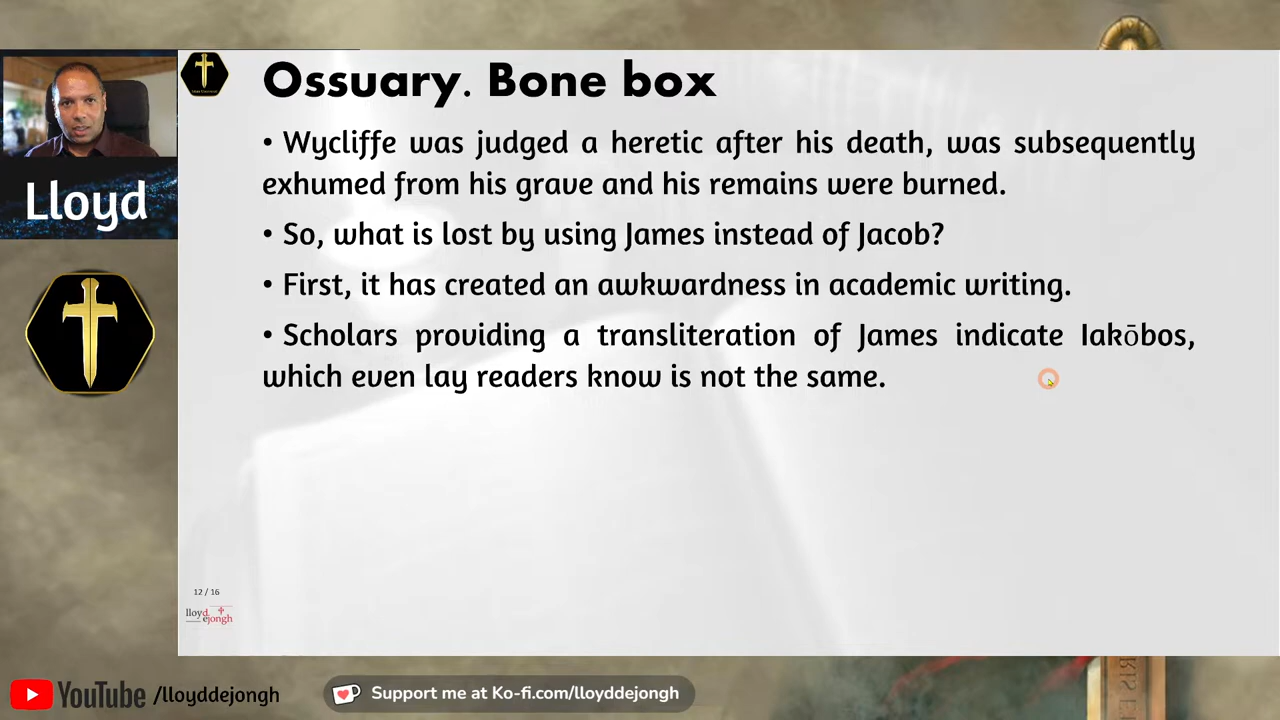 Ossuary. Bone box
• Wycliffe was judged a heretic after his death, was subsequently
exhumed from his grave and his remains were burned.
• So, what is lost by using James instead of Jacob?
• First, it has created an awkwardness in academic writing.
• Scholars providing a transliteration of James indicate Iakōbos,
which even lay readers know is not the same.
Lloyd
12 / 16
lloyd
ejongh
YouTube /lloyddejongh
Support me at Ko-fi.com/lloyddejongh